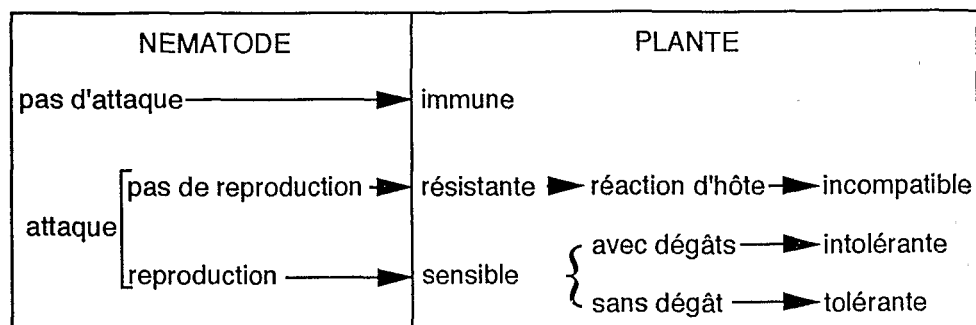 NEMATODE PLANTE
pas d'attaque immune
pas de reproduction résistante réaction d'hôte incompatible
attaque avec dégâts intolérante
reproduction sensible
sans dégât tolérante